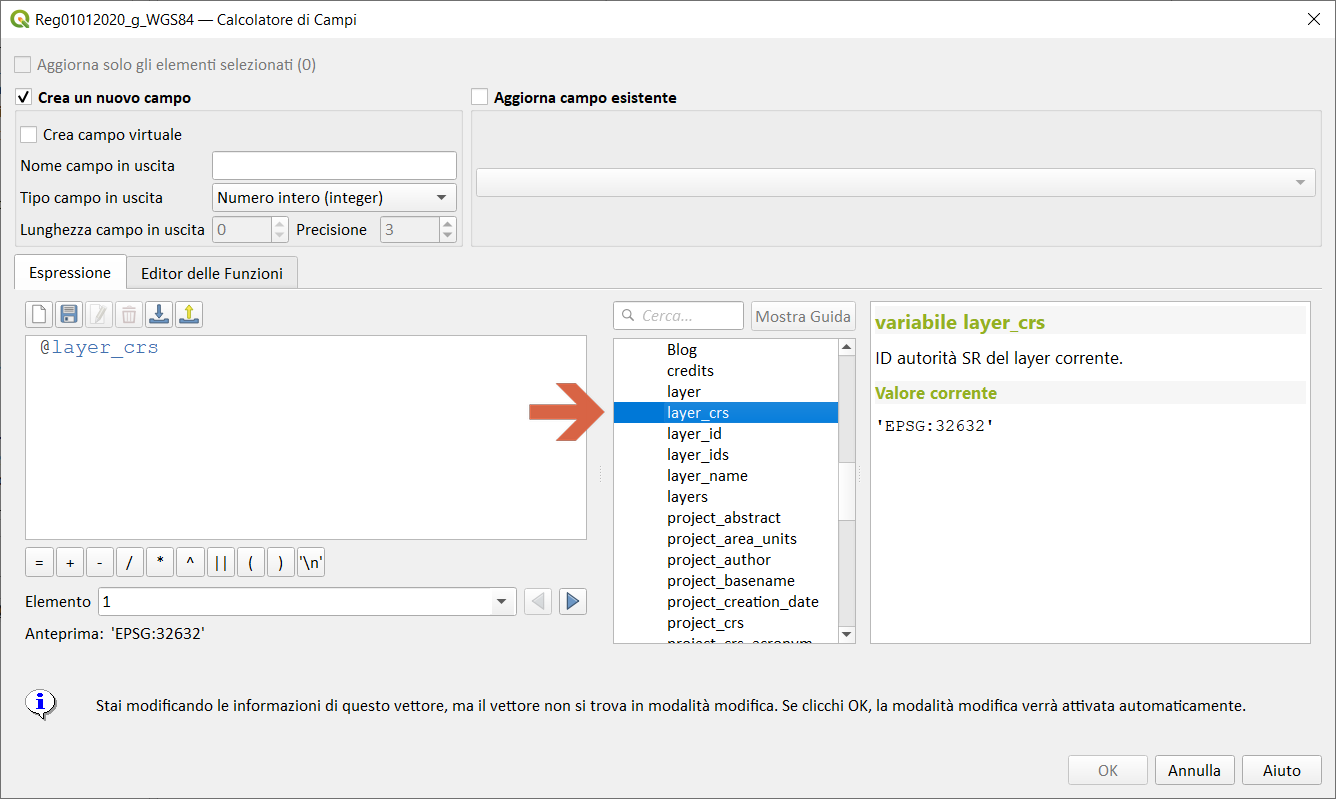 Reg01012020_g_WGS84 — Calcolatore di Campi
Aggiorna solo gli elementi selezionati (0)
Crea un nuovo campo
Aggiorna campo esistente
Crea campo virtuale
Nome campo in uscita
Tipo campo in uscita
Numero intero (integer)
Lunghezza campo in uscita
0
Precisione
3
Espressione
Editor delle Funzioni
@layer_crs
= + - / * ^ || ( ) '\n'
Elemento
1
Anteprima: 'EPSG:32632'
Cerca...
Mostra Guida
Blog
credits
layer
layer_crs
layer_id
layer_ids
layer_name
layers
project_abstract
project_area_units
project_author
project_basename
project_creation_date
project_crs
project_crs_acronym
variabile layer_crs
ID autorità SR del layer corrente.
Valore corrente
'EPSG:32632'
Stai modificando le informazioni di questo vettore, ma il vettore non si trova in modalità modifica. Se clicchi OK, la modalità modifica verrà attivata automaticamente.
OK
Annulla
Aiuto